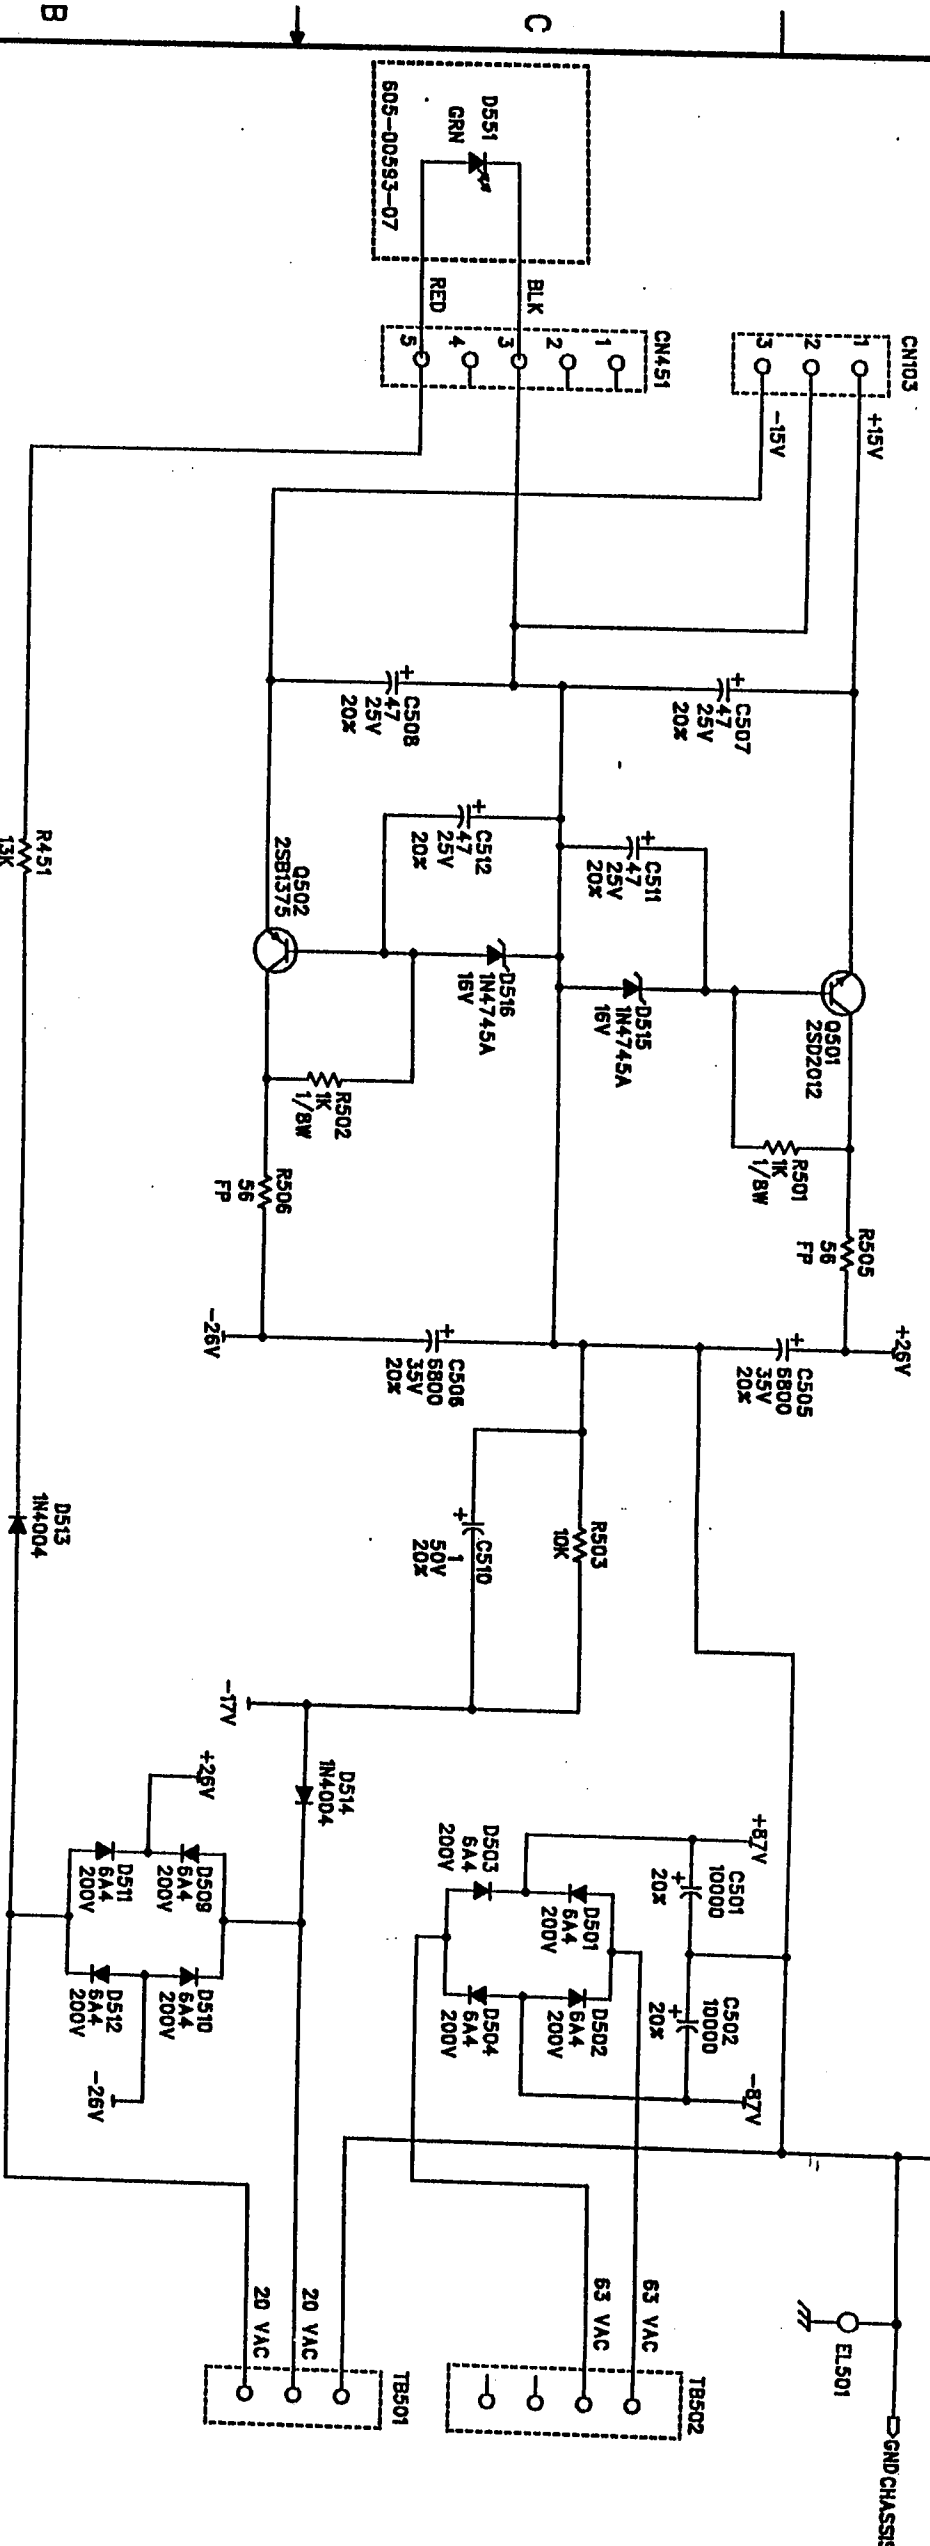 B
C
D551
GRN
605-00593-07
RED
BLK
CN451
1
2
3
4
5
CN103
1
2
3
+15V
-15V
C508
47
25V
20%
C507
47
25V
20%
C512
47
25V
20%
C511
47
25V
20%
R451
13K
Q502
2SB1375
D516
1N4745A
16V
D515
1N4745A
16V
Q501
2SD2012
R502
1K
1/8W
R501
1K
1/8W
R506
56
FP
R505
56
FP
-26V
+26V
C506
6800
35V
20%
C505
6800
35V
20%
D513
1N4004
C510
1
50V
20%
R503
10K
-17V
D514
1N4004
+26V
D511
6A4
200V
D509
6A4
200V
D512
6A4
200V
D510
6A4
200V
-26V
D503
6A4
200V
D501
6A4
200V
D504
6A4
200V
D502
6A4
200V
+87V
C501
10000
20%
C502
10000
20%
-87V
20 VAC
20 VAC
TB501
63 VAC
63 VAC
TB502
EL501
GND CHASSIS